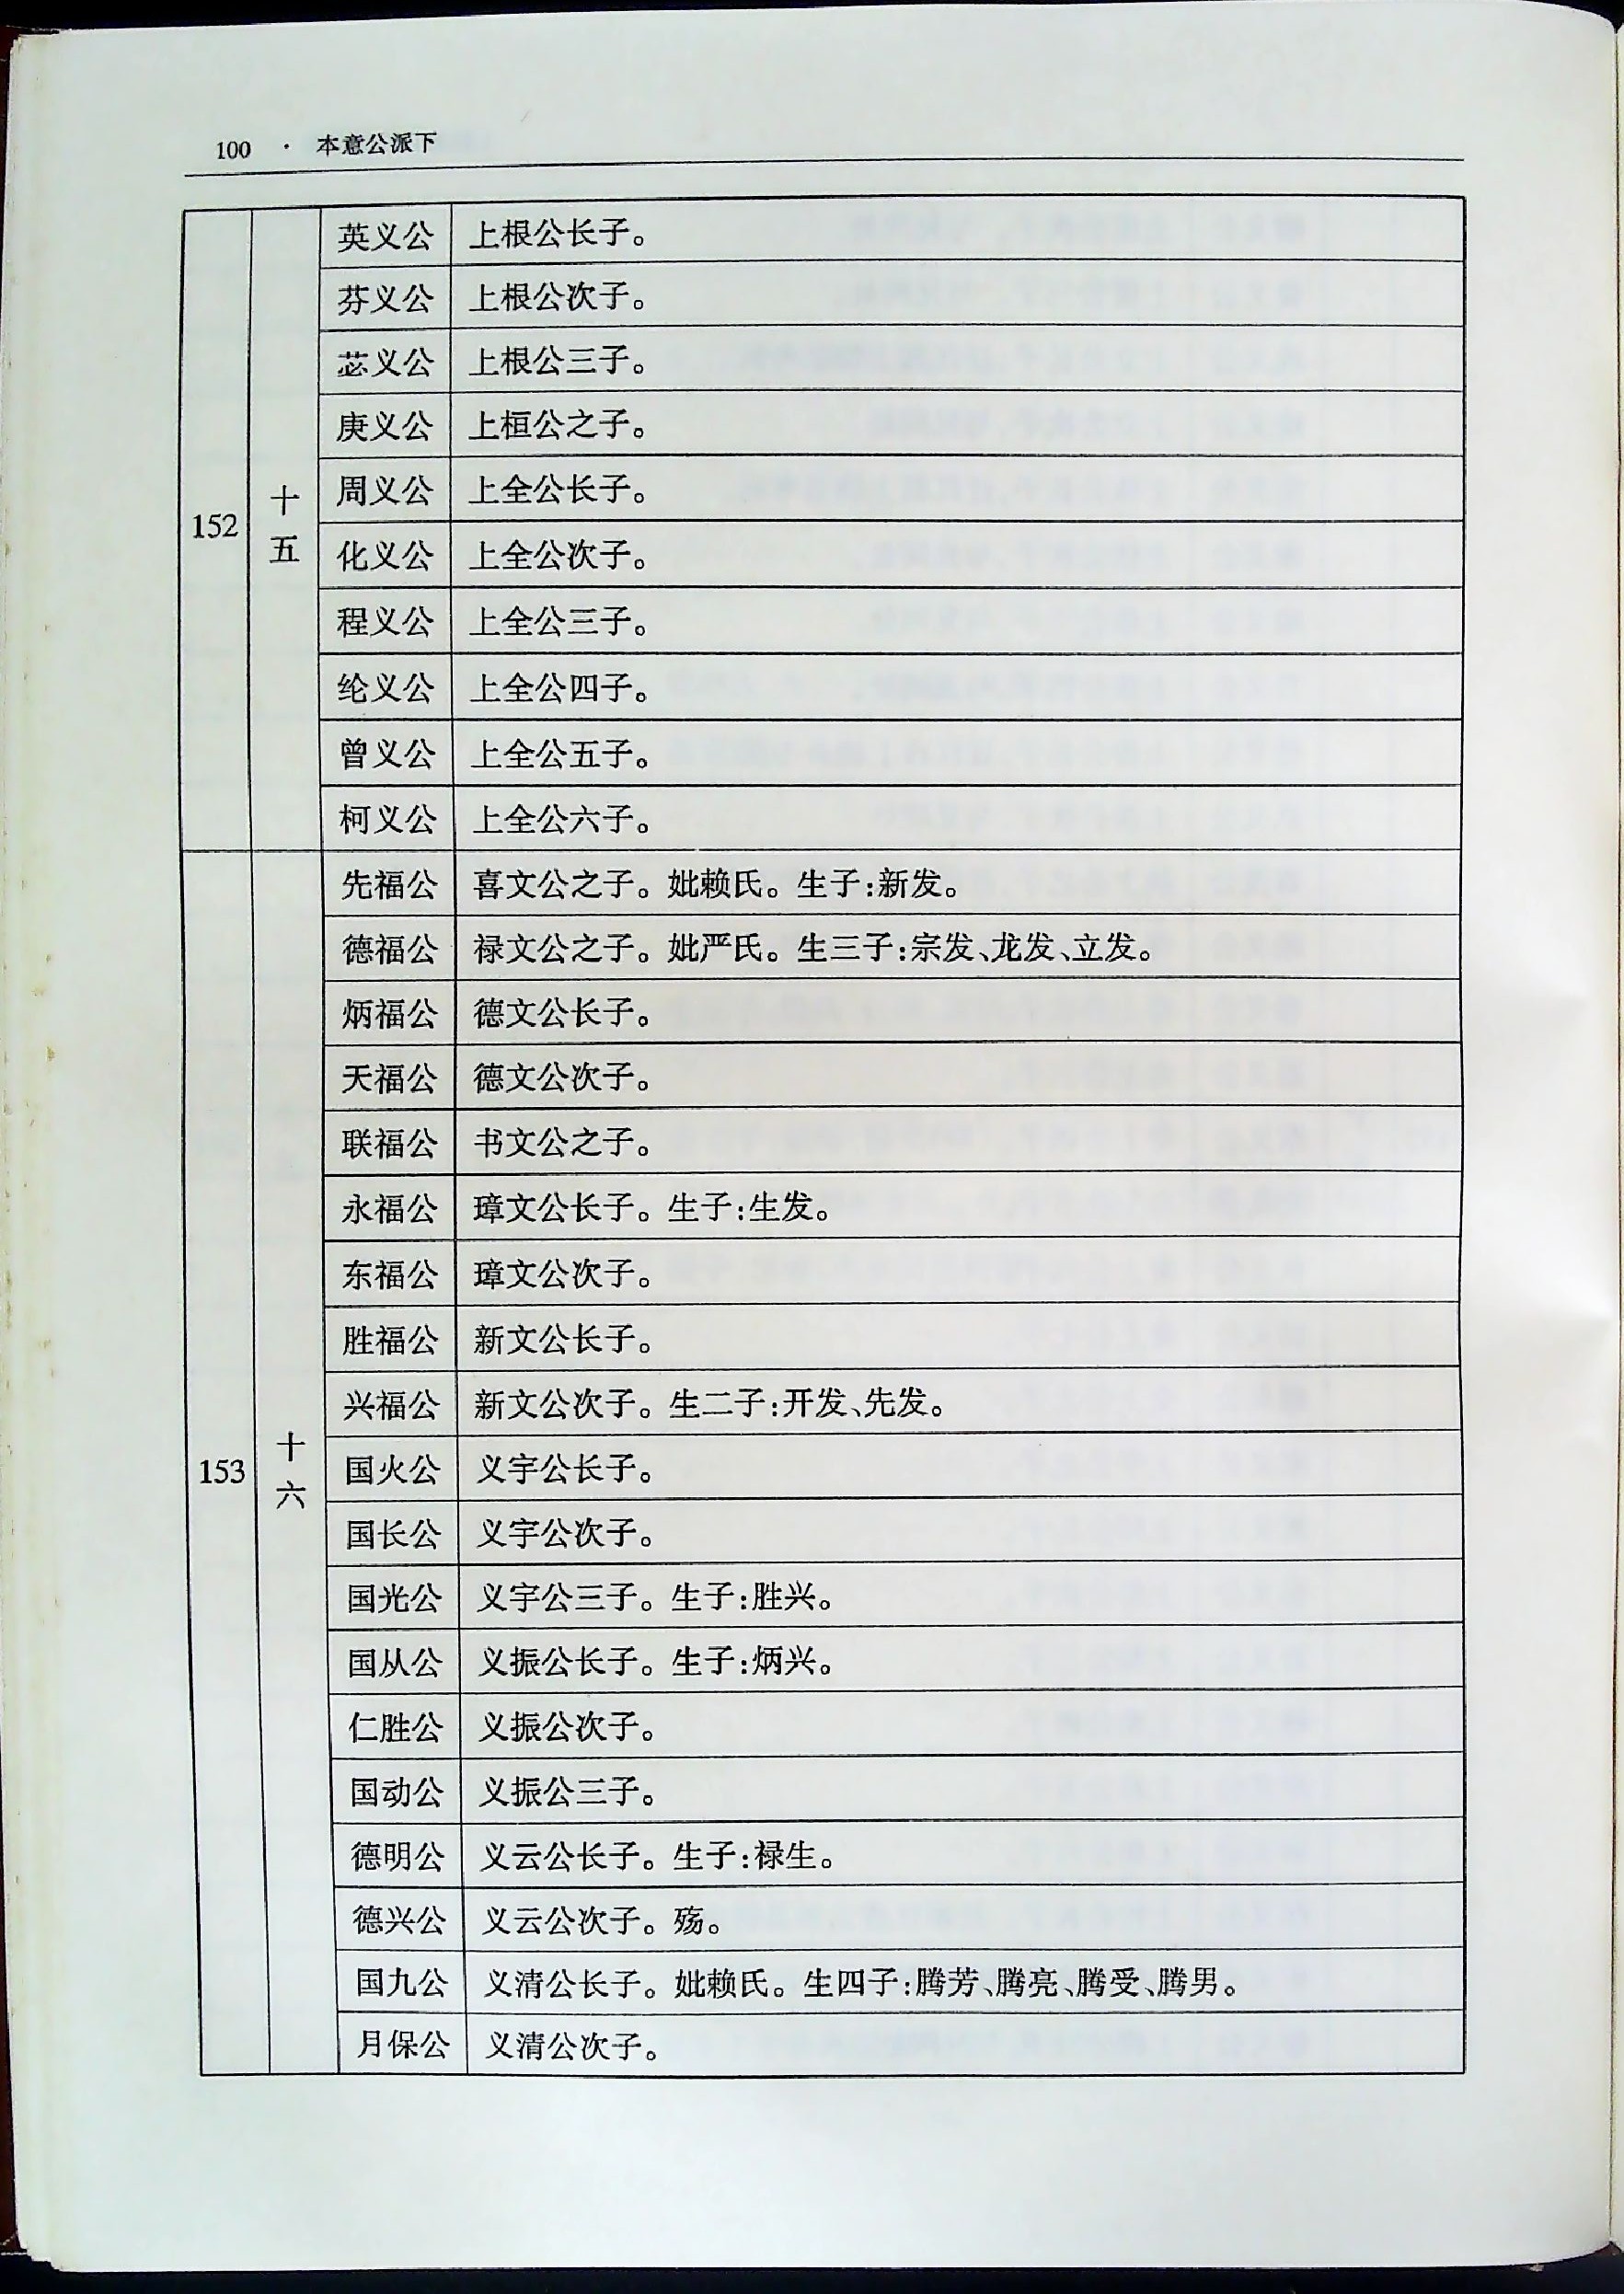 100 · 本意公派下
152 十五
英义公 上根公长子。
芬义公 上根公次子。
苾义公 上根公三子。
庚义公 上桓公之子。
周义公 上全公长子。
化义公 上全公次子。
程义公 上全公三子。
纶义公 上全公四子。
曾义公 上全公五子。
柯义公 上全公六子。
153 十六
先福公 喜文公之子。妣赖氏。生子:新发。
德福公 禄文公之子。妣严氏。生三子:宗发、龙发、立发。
炳福公 德文公长子。
天福公 德文公次子。
联福公 书文公之子。
永福公 璋文公长子。生子:生发。
东福公 璋文公次子。
胜福公 新文公长子。
兴福公 新文公次子。生二子:开发、先发。
国火公 义宇公长子。
国长公 义宇公次子。
国光公 义宇公三子。生子:胜兴。
国从公 义振公长子。生子:炳兴。
仁胜公 义振公次子。
国动公 义振公三子。
德明公 义云公长子。生子:禄生。
德兴公 义云公次子。殇。
国九公 义清公长子。妣赖氏。生四子:腾芳、腾亮、腾受、腾男。
月保公 义清公次子。